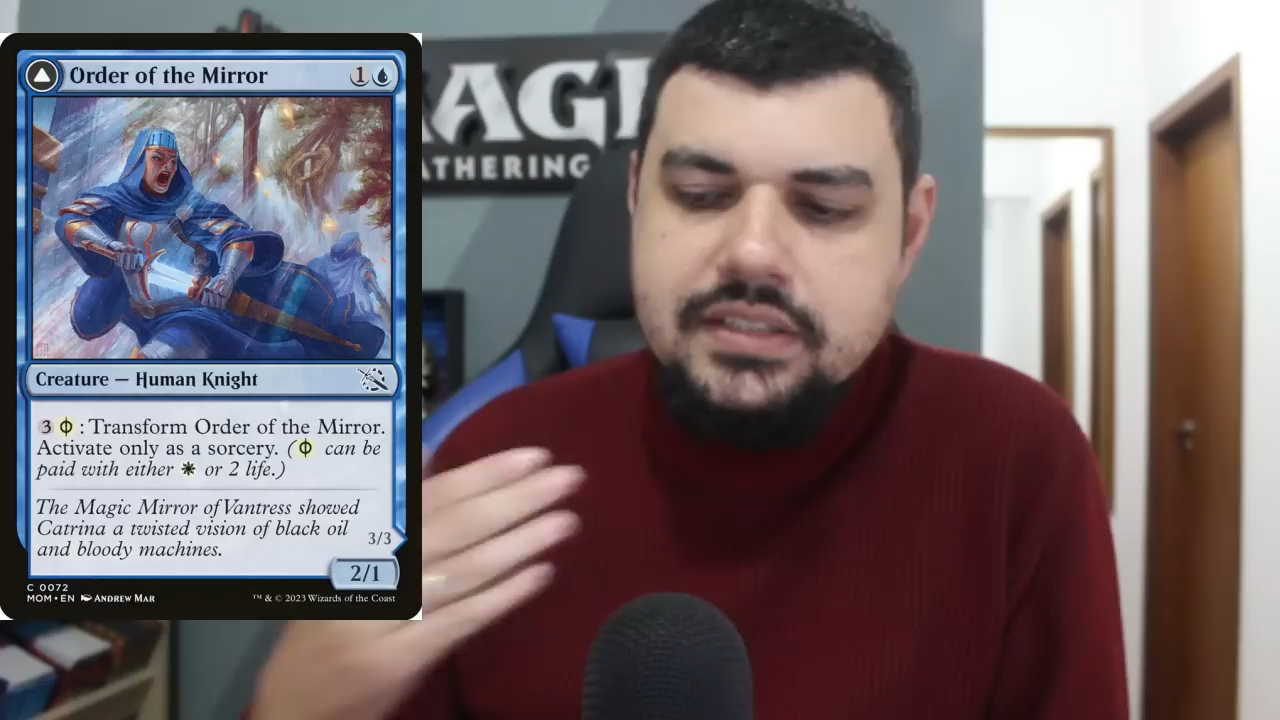 Order of the Mirror 1
Creature — Human Knight
3 : Transform Order of the Mirror.
Activate only as a sorcery. ( can be
paid with either or 2 life.)
The Magic Mirror of Vantress showed
Catrina a twisted vision of black oil
and bloody machines.
3/3
2/1
C 0072
MOM • EN Andrew Mar
™ & © 2023 Wizards of the Coast